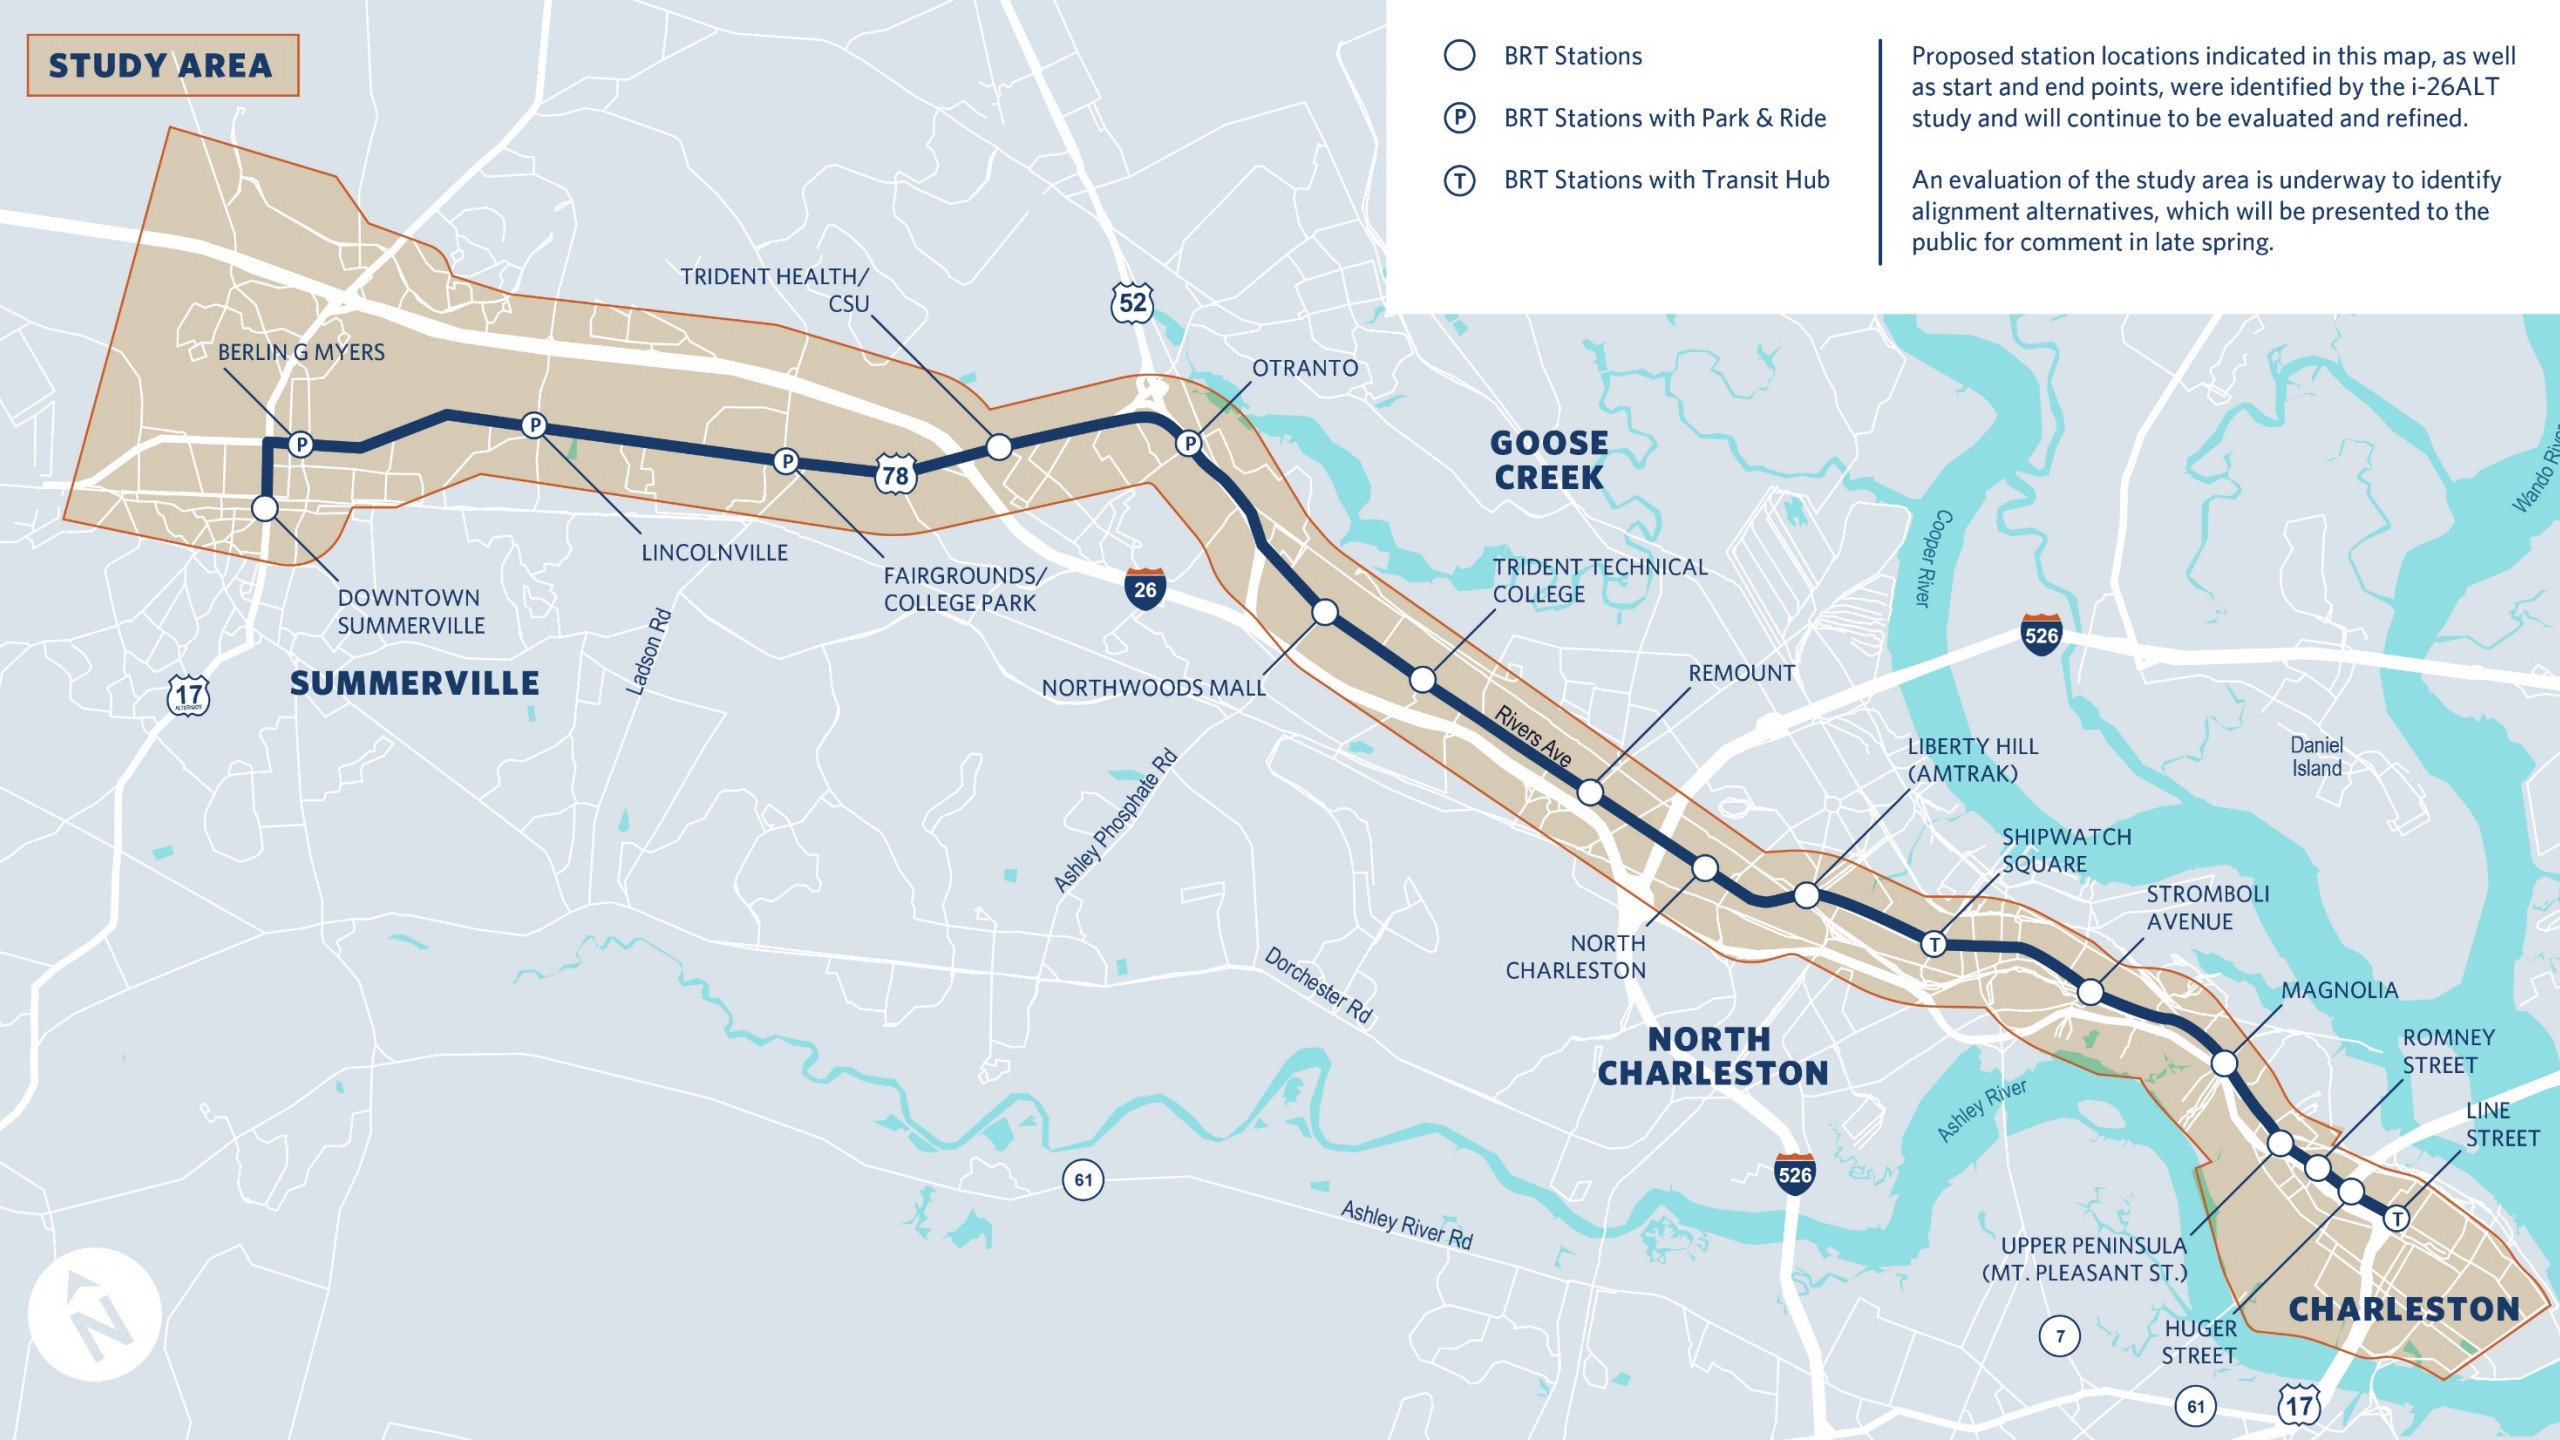 STUDY AREA
BRT Stations
P
BRT Stations with Park & Ride
T
BRT Stations with Transit Hub
Proposed station locations indicated in this map, as well
as start and end points, were identified by the i-26ALT
study and will continue to be evaluated and refined.
An evaluation of the study area is underway to identify
alignment alternatives, which will be presented to the
public for comment in late spring.
TRIDENT HEALTH/
CSU
52
BERLIN G MYERS
OTRANTO
P
P
P
P
78
GOOSE
CREEK
Wando River
Cooper River
LINCOLNVILLE
FAIRGROUNDS/
COLLEGE PARK
26
TRIDENT TECHNICAL
COLLEGE
DOWNTOWN
SUMMERVILLE
Ladson Rd
526
SUMMERVILLE
17
ALTERNATE
NORTHWOODS MALL
REMOUNT
Rivers Ave
LIBERTY HILL
(AMTRAK)
Daniel
Island
Ashley Phosphate Rd
SHIPWATCH
SQUARE
STROMBOLI
AVENUE
T
NORTH
CHARLESTON
Dorchester Rd
MAGNOLIA
NORTH
CHARLESTON
ROMNEY
STREET
Ashley River
LINE
STREET
61
526
Ashley River Rd
T
UPPER PENINSULA
(MT. PLEASANT ST.)
CHARLESTON
HUGER
STREET
7
61
17
N